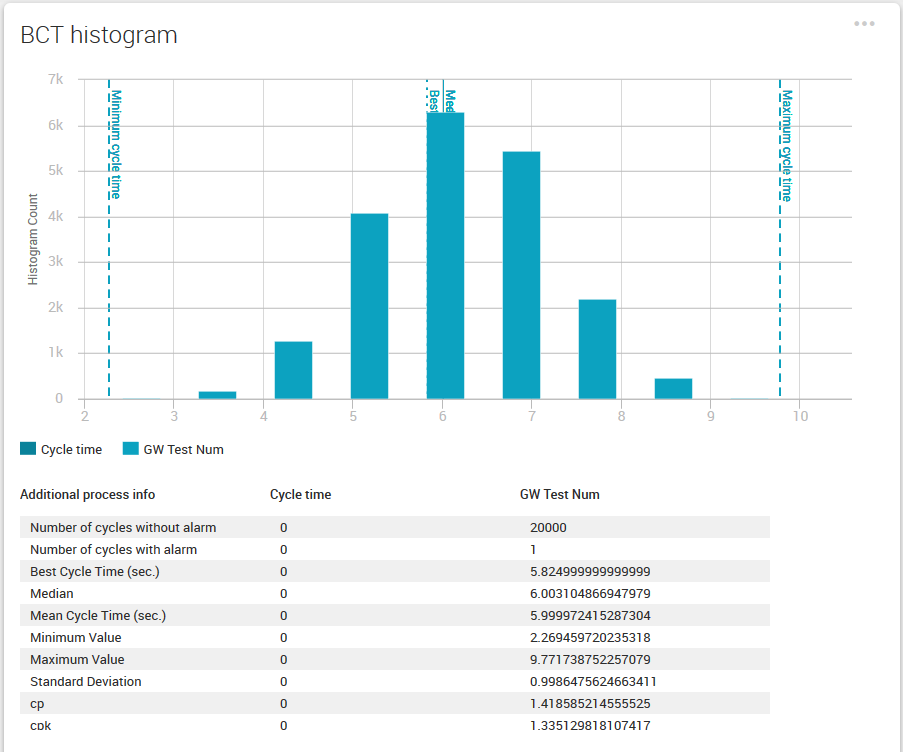 BCT histogram
7k
6k
5k
4k
3k
2k
1k
0
Histogram Count
Minimum cycle time
Best
Med
Maximum cycle time
2 3 4 5 6 7 8 9 10
Cycle time GW Test Num
Additional process info Cycle time GW Test Num
Number of cycles without alarm 0 20000
Number of cycles with alarm 0 1
Best Cycle Time (sec.) 0 5.824999999999999
Median 0 6.003104866947979
Mean Cycle Time (sec.) 0 5.999972415287304
Minimum Value 0 2.269459720235318
Maximum Value 0 9.771738752257079
Standard Deviation 0 0.9986475624663411
cp 0 1.418585214555525
cpk 0 1.335129818107417